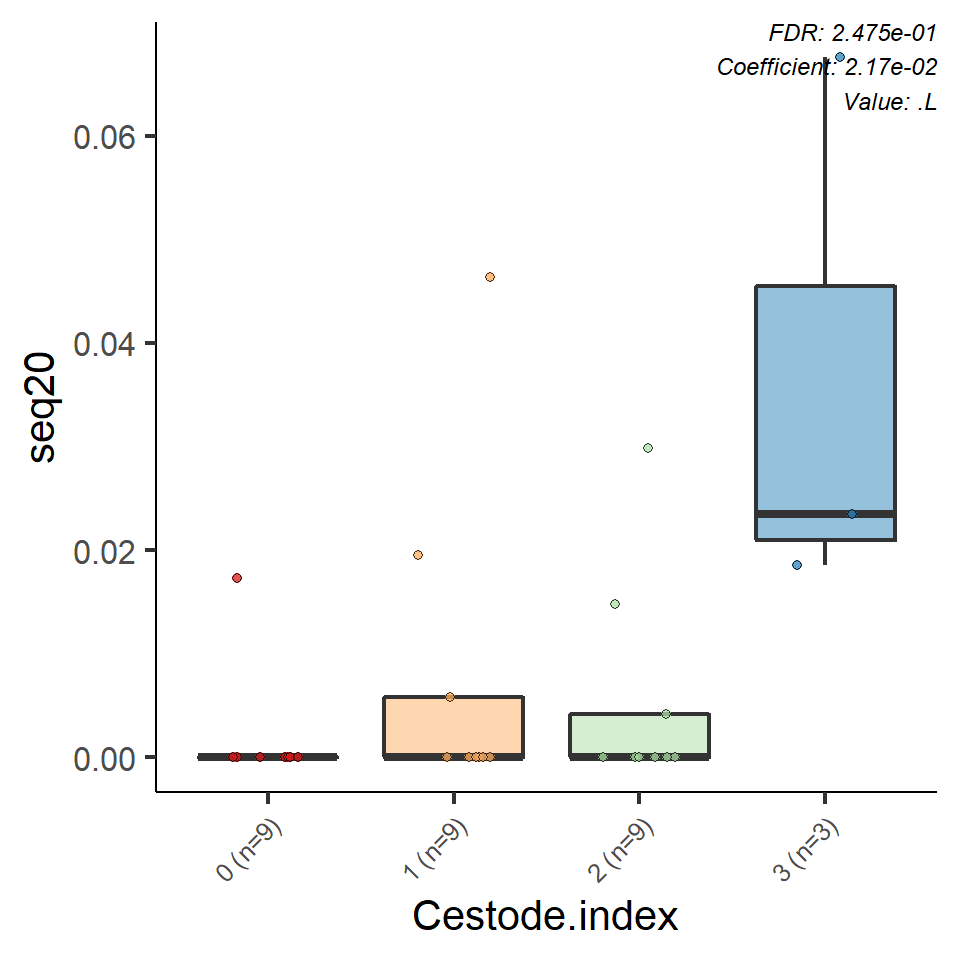 FDR: 2.475e-01
Coefficient: 2.17e-02
Value: .L
0.06
0.04
0.02
0.00
seq20
0 (n=9)
1 (n=9)
2 (n=9)
3 (n=3)
Cestode.index